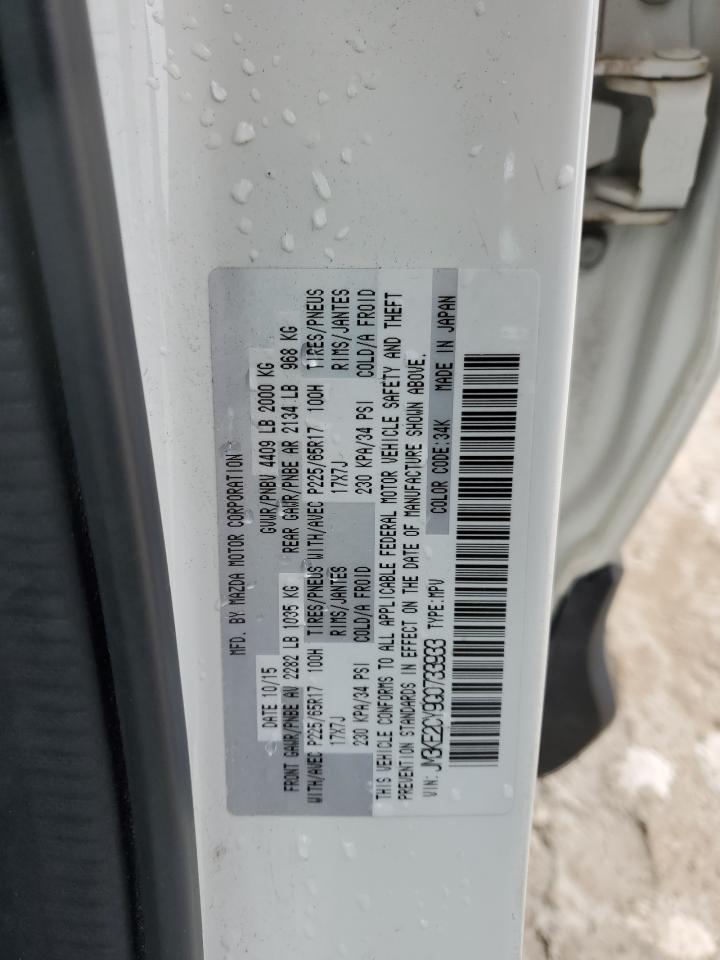 MFD. BY MAZDA MOTOR CORPORATION
DATE 10/15 GVWR/PNBV 4409 LB 2000 KG
FRONT GAWR/PNBE AV 2282 LB 1035 KG REAR GAWR/PNBE AR 2134 LB 968 KG
WITH/AVEC P225/65R17 100H TIRES/PNEUS WITH/AVEC P225/65R17 100H TIRES/PNEUS
17X7J RIMS/JANTES 17X7J RIMS/JANTES
230 KPA/34 PSI COLD/A FROID 230 KPA/34 PSI COLD/A FROID
THIS VEHICLE CONFORMS TO ALL APPLICABLE FEDERAL MOTOR VEHICLE SAFETY AND THEFT
PREVENTION STANDARDS IN EFFECT ON THE DATE OF MANUFACTURE SHOWN ABOVE.
VIN: JM3KE2CY9G0733933 TYPE:MPV COLOR CODE:34K MADE IN JAPAN